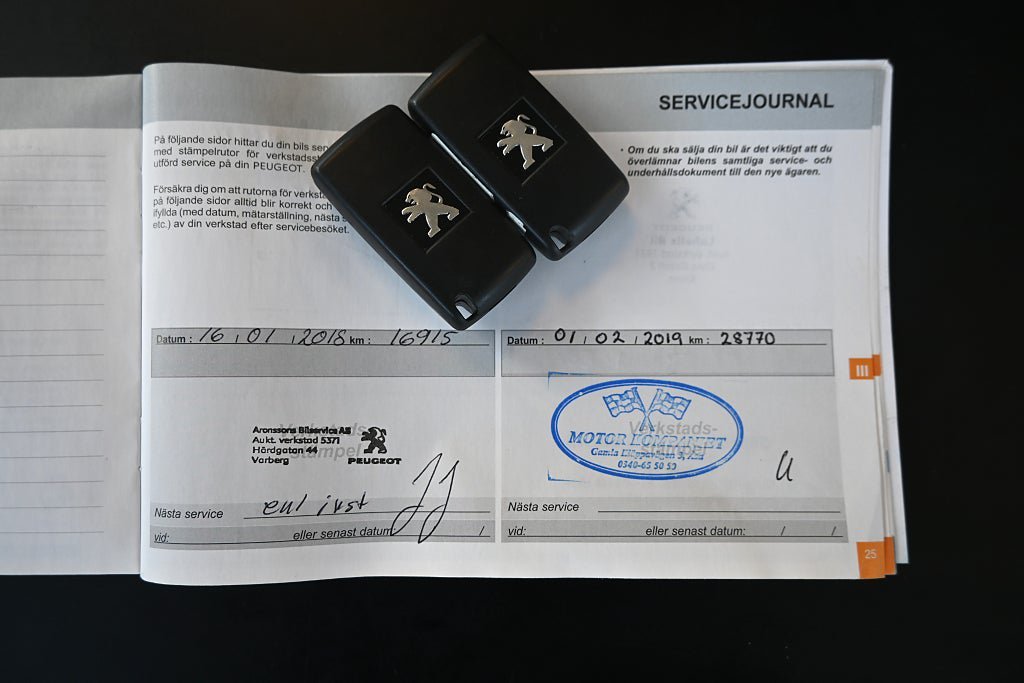 SERVICEJOURNAL
På följande sidor hittar du din bils
med stämpelrutor för
utförd service på din PEUGEOT.
Försäkra dig om att rutorna för
på följande sidor alltid blir korrekt och
ifyllda (med datum, mätarställning, nästa
etc.) av din verkstad efter servicebesöket.
• Om du ska sälja din bil är det viktigt att du
överlämnar bilens samtliga service- och
underhållsdokument till den nye ägaren.
Datum : 16 , 01 , 2018 km : 16915
Aronssons Bilservice AB
Aukt. verkstad 5371
Hördgatan 44
Varberg
PEUGEOT
Verkstads-
stämpel
Nästa service enl
vid: eller senast datum: /
Datum : 01 , 02 , 2019 km : 28770
Verkstads-
stämpel
MOTOR KOMPANIET
Gamla
0340-65 50 50
Nästa service
vid: eller senast datum: / /
III
25